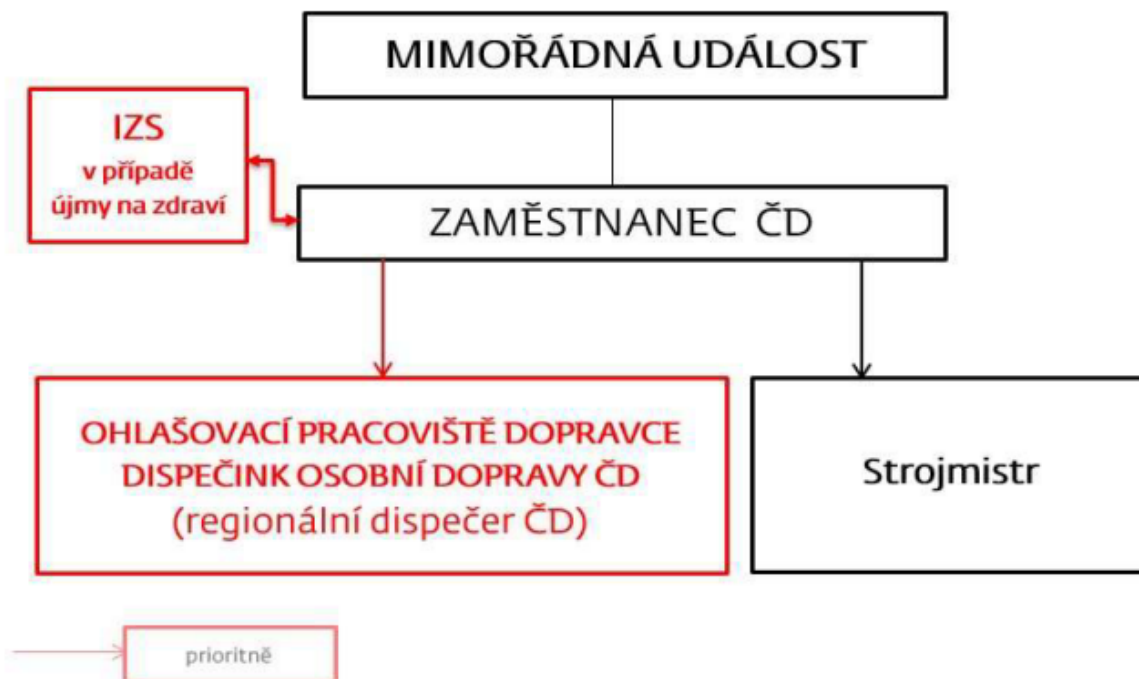 MIMOŘÁDNÁ UDÁLOST
IZS
v případě
újmy na zdraví
ZAMĚSTNANEC ČD
OHLAŠOVACÍ PRACOVIŠTĚ DOPRAVCE
DISPEČINK OSOBNÍ DOPRAVY ČD
(regionální dispečer ČD)
Strojmistr
prioritně